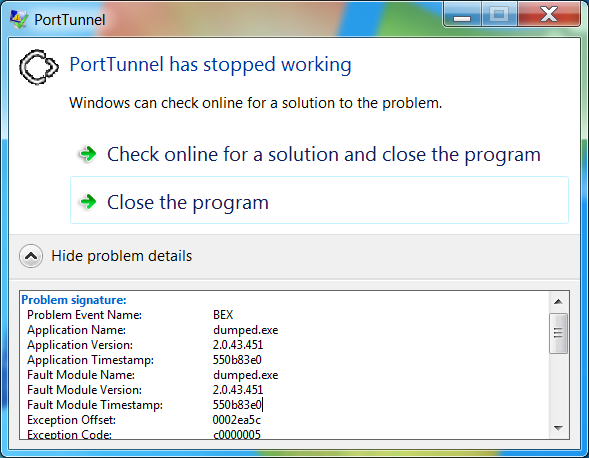 PortTunnel
PortTunnel has stopped working
Windows can check online for a solution to the problem.
Check online for a solution and close the program
Close the program
Hide problem details
Problem signature:
Problem Event Name: BEX
Application Name: dumped.exe
Application Version: 2.0.43.451
Application Timestamp: 550b83e0
Fault Module Name: dumped.exe
Fault Module Version: 2.0.43.451
Fault Module Timestamp: 550b83e0
Exception Offset: 0002ea5c
Exception Code: c0000005